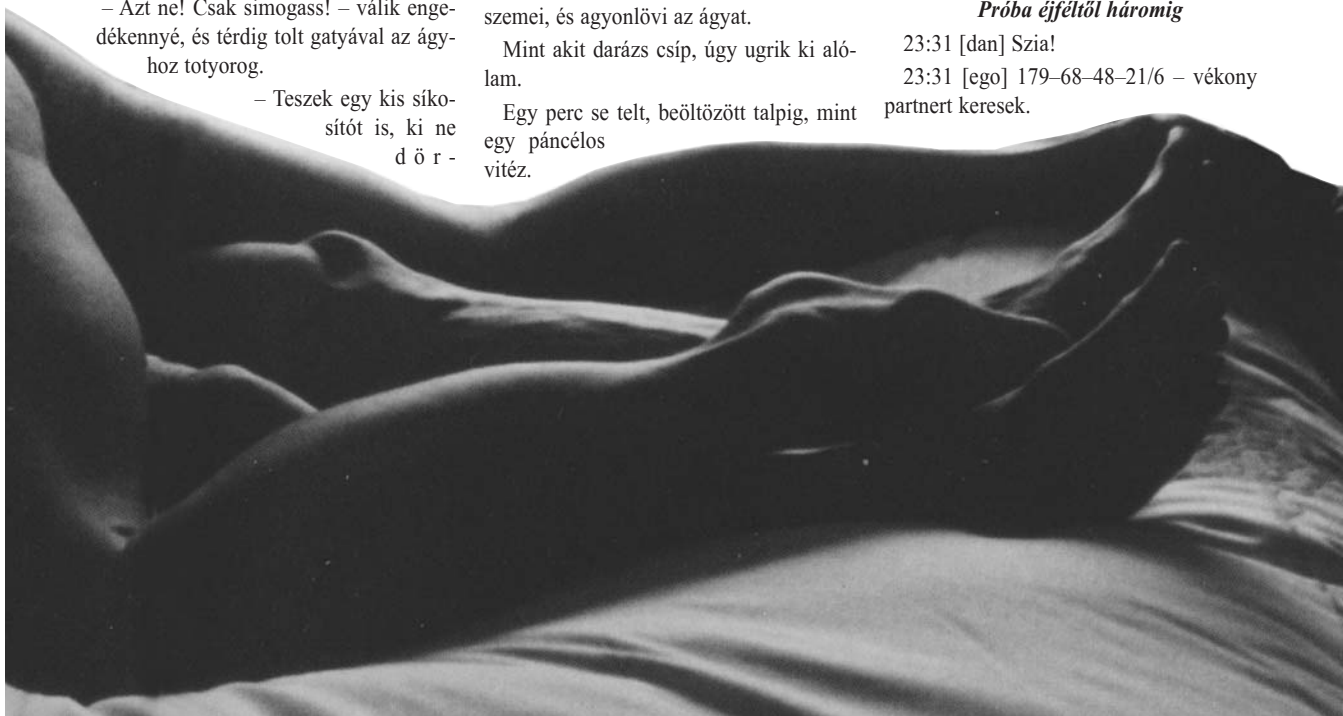 – Azt ne! Csak simogass! – válik enge-
dékennyé, és térdig tolt gatyával az ágy-
hoz totyorog.
– Teszek egy kis síko-
sítót is, ki ne
d ö r -
szemei, és agyonlövi az ágyat.
Mint akit darázs csíp, úgy ugrik ki aló-
lam.
Egy perc se telt, beöltözött talpig, mint
egy páncélos
vitéz.
Próba éjféltől háromig
23:31 [dan] Szia!
23:31 [ego] 179–68–48–21/6 – vékony
partnert keresek.